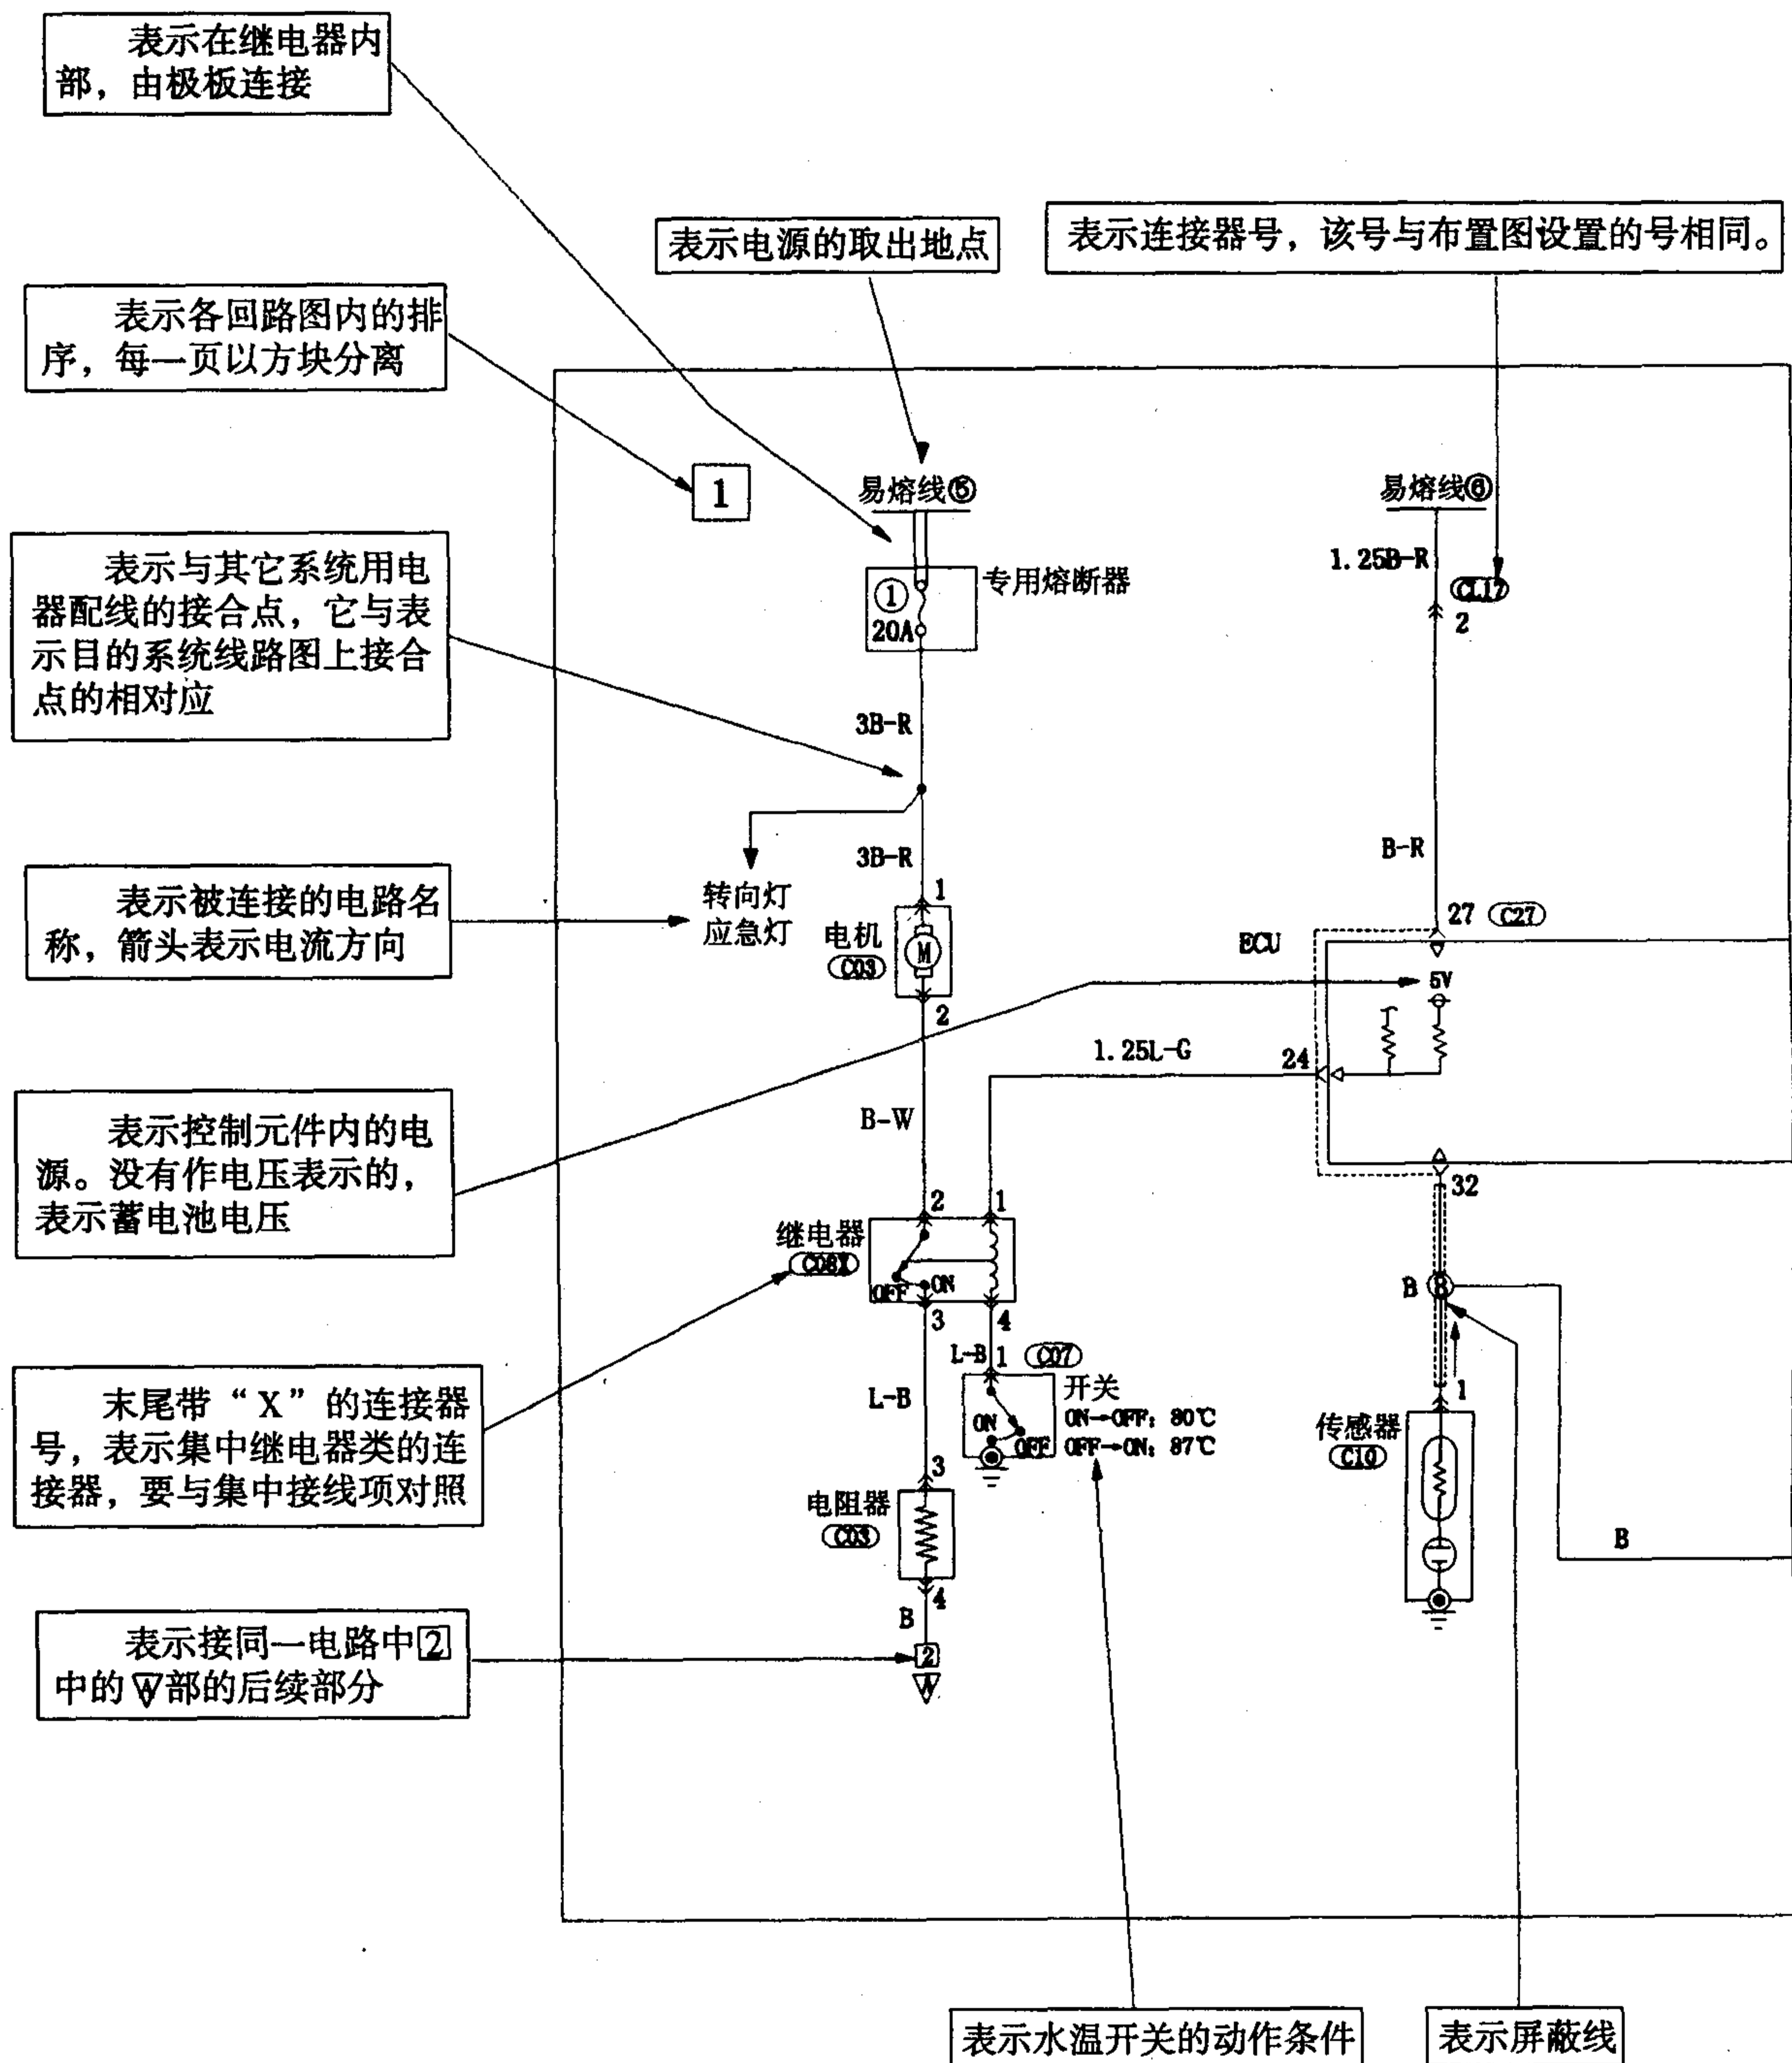 表示在继电器内
部，由极板连接
表示电源的取出地点
表示连接器号，该号与布置图设置的号相同。
表示各回路图内的排
序，每一页以方块分离
1
易熔线⑤
易熔线⑥
表示与其它系统用电
器配线的接合点，它与表
示目的系统线路图上接合
点的相对应
1.25B-R
CL17
2
①
20A
专用熔断器
3B-R
3B-R
B-R
表示被连接的电路名
称，箭头表示电流方向
转向灯
应急灯
1
电机
C03
M
2
27
C27
ECU
5V
1.25L-G
24
表示控制元件内的电
源。没有作电压表示的，
表示蓄电池电压
B-W
32
2
1
继电器
C08X
OFF
ON
3
4
B
8
末尾带“X”的连接器
号，表示集中继电器类的连
接器，要与集中接线项对照
L-B
L-B
1
C07
开关
ON→OFF：80℃
OFF→ON：87℃
ON
OFF
1
传感器
C10
3
电阻器
C03
4
B
B
2
A
表示接同一电路中2
中的A部的后续部分
表示水温开关的动作条件
表示屏蔽线